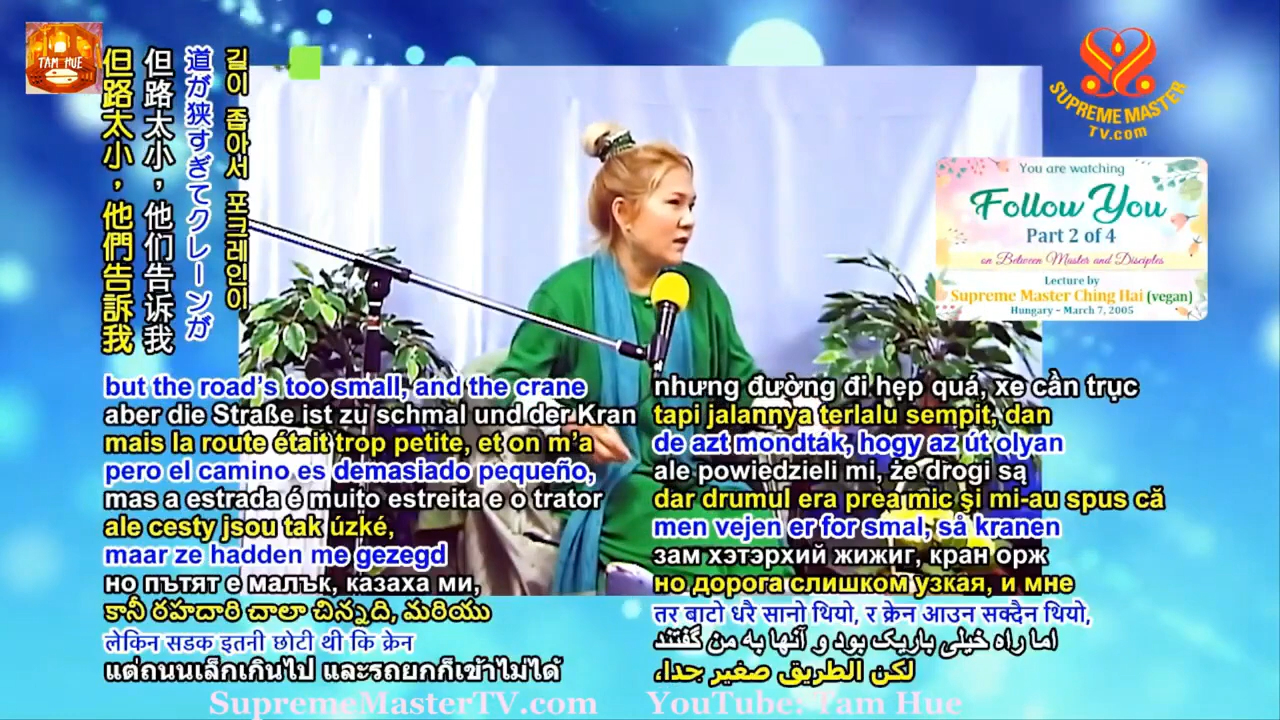 TAM HUE
但路太小，他們告訴我
但路太小，他们告诉我
道が狭すぎてクレーンが
길이 좁아서 포크레인이
SUPREME MASTER
TV.com
You are watching
Follow You
Part 2 of 4
on Between Master and Disciples
Lecture by
Supreme Master Ching Hai (vegan)
Hungary - March 7, 2005
but the road's too small, and the crane
aber die Straße ist zu schmal und der Kran
mais la route était trop petite, et on m'a
pero el camino es demasiado pequeño,
mas a estrada é muito estreita e o trator
ale cesty jsou tak úzké,
maar ze hadden me gezegd
но пътят е малък, казаха ми,
కానీ రహదారి చాలా చిన్నది, మరియు
लेकिन सडक इतनी छोटी थी कि क्रेन
แต่ถนนเล็กเกินไป และรถยกก็เข้าไม่ได้
nhưng đường đi hẹp quá, xe cần trục
tapi jalannya terlalu sempit, dan
de azt mondták, hogy az út olyan
ale powiedzieli mi, że drogi są
dar drumul era prea mic şi mi-au spus că
men vejen er for smal, så kranen
зам хэтэрхий жижиг, кран орж
но дорога слишком узкая, и мне
तर बाटो धेरै सानो थियो, र क्रेन आउन सक्दैन थियो,
اما راه خیلی باریک بود و آنها به من گفتند
لكن الطريق صغير جدا،
SupremeMasterTV.com
YouTube: Tam Hue